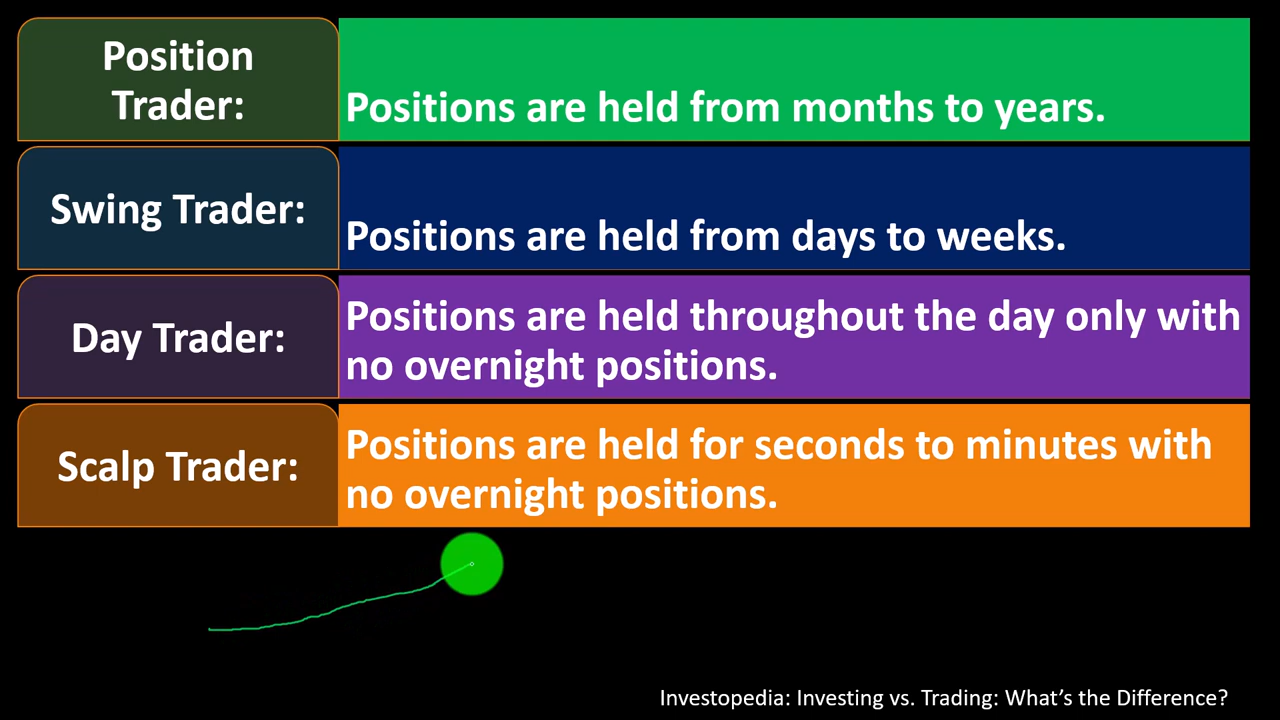 Position
Trader:
Positions are held from months to years.
Swing Trader:
Positions are held from days to weeks.
Day Trader:
Positions are held throughout the day only with
no overnight positions.
Scalp Trader:
Positions are held for seconds to minutes with
no overnight positions.
Investopedia: Investing vs. Trading: What’s the Difference?